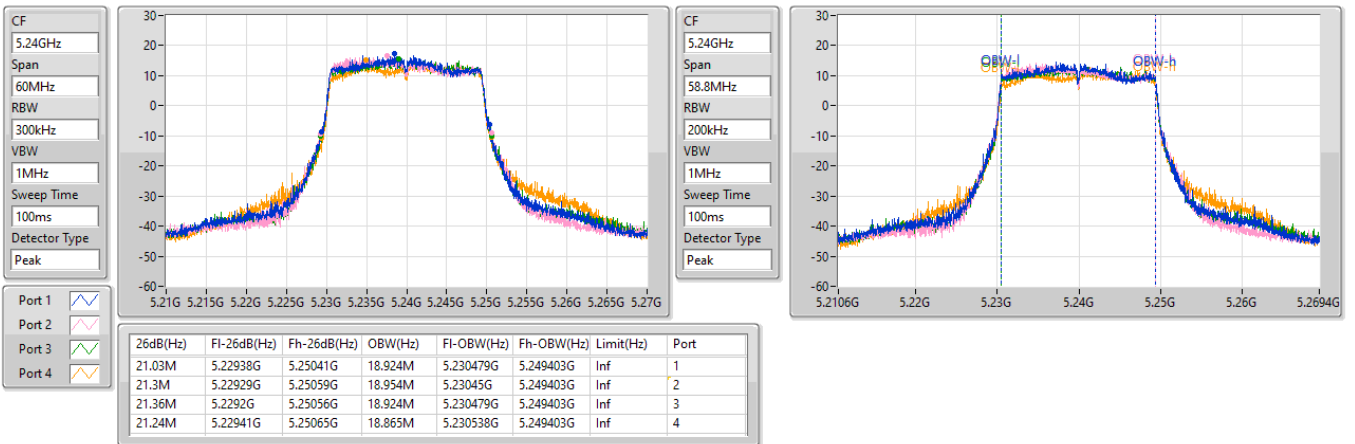 CF
5.24GHz
Span
60MHz
RBW
300kHz
VBW
1MHz
Sweep Time
100ms
Detector Type
Peak
30
20
10
0
-10
-20
-30
-40
-50
-60
5.21G 5.215G 5.22G 5.225G 5.23G 5.235G 5.24G 5.245G 5.25G 5.255G 5.26G 5.265G 5.27G
CF
5.24GHz
Span
58.8MHz
RBW
200kHz
VBW
1MHz
Sweep Time
100ms
Detector Type
Peak
30
20
10
0
-10
-20
-30
-40
-50
-60
OBW-l OBW-h
5.2106G 5.22G 5.23G 5.24G 5.25G 5.26G 5.2694G
Port 1
Port 2
Port 3
Port 4
26dB(Hz) Fl-26dB(Hz) Fh-26dB(Hz) OBW(Hz) Fl-OBW(Hz) Fh-OBW(Hz) Limit(Hz) Port
21.03M 5.22938G 5.25041G 18.924M 5.230479G 5.249403G Inf 1
21.3M 5.22929G 5.25059G 18.954M 5.23045G 5.249403G Inf 2
21.36M 5.2292G 5.25056G 18.924M 5.230479G 5.249403G Inf 3
21.24M 5.22941G 5.25065G 18.865M 5.230538G 5.249403G Inf 4